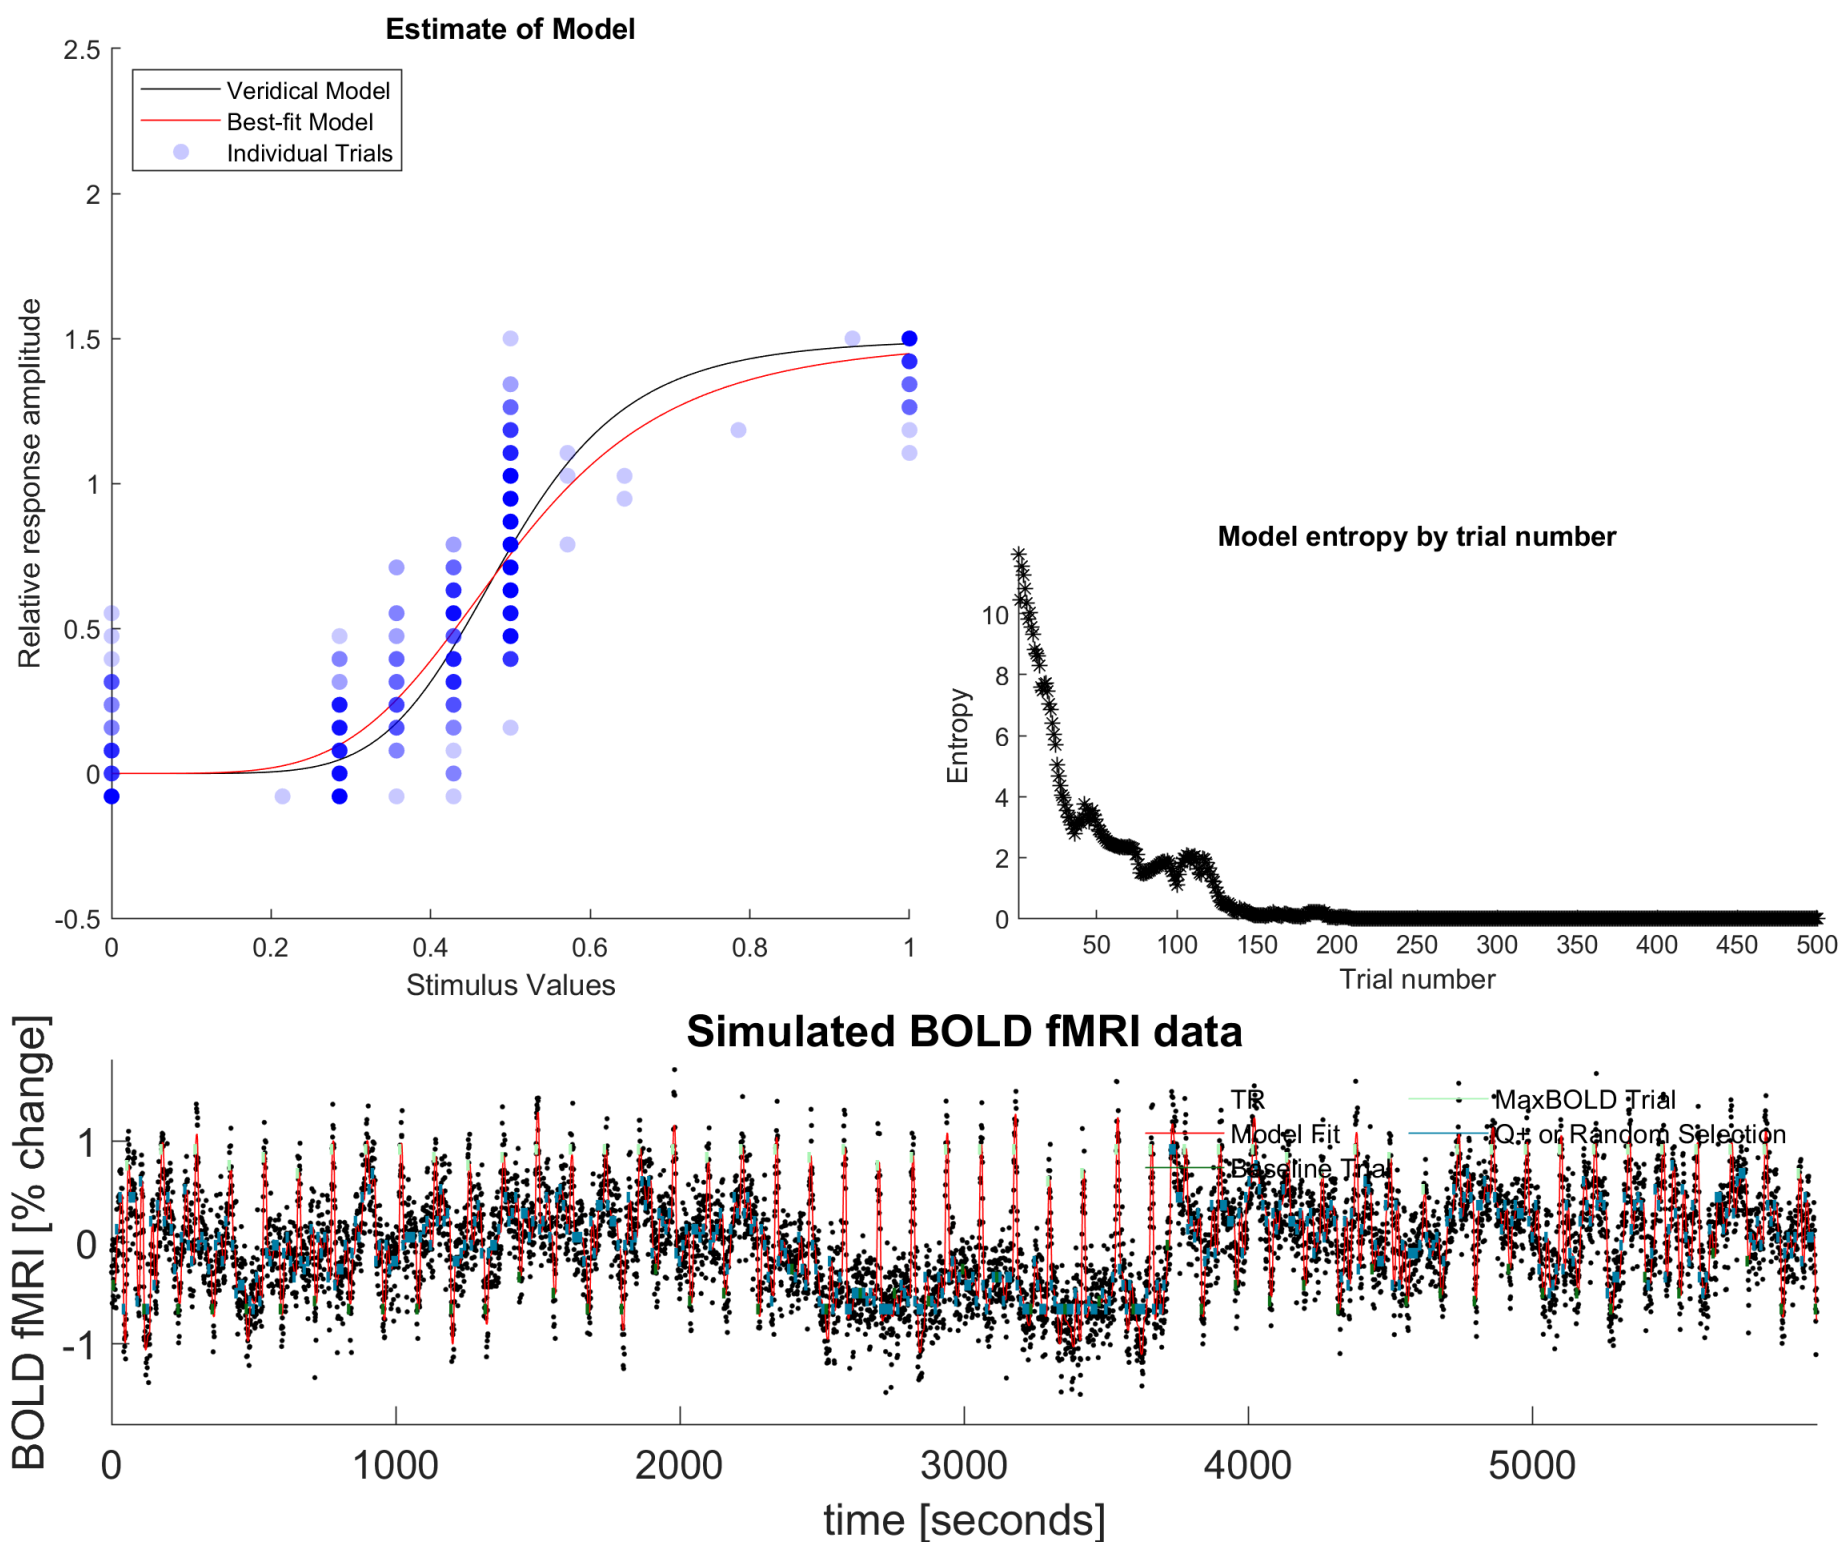 Estimate of Model
2.5
2
1.5
1
0.5
0
-0.5
Relative response amplitude
Veridical Model
Best-fit Model
Individual Trials
0 0.2 0.4 0.6 0.8 1
Stimulus Values
Model entropy by trial number
10
8
6
4
2
0
Entropy
50 100 150 200 250 300 350 400 450 500
Trial number
Simulated BOLD fMRI data
BOLD fMRI [% change]
1
0
-1
TR
Model Fit
Baseline Trial
MaxBOLD Trial
Q+ or Random Selection
0 1000 2000 3000 4000 5000
time [seconds]